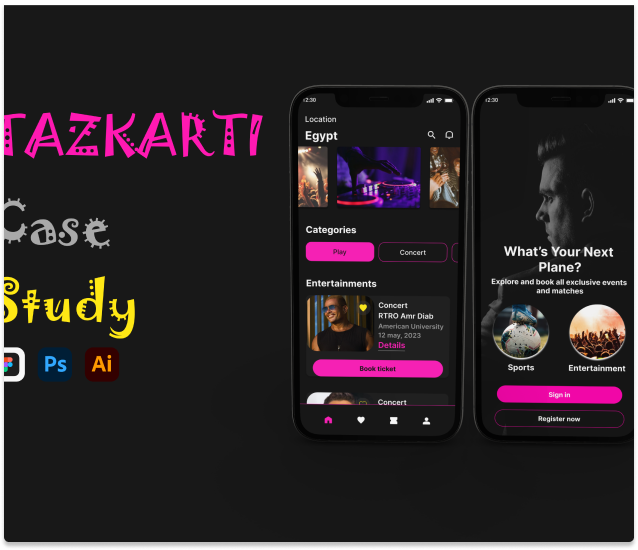 TAZKARTI
Case
Study
Ps
Ai
12:30
Location
Egypt
Categories
Play
Concert
Entertainments
Concert
RTRO Amr Diab
American University
12 may, 2023
Details
Book ticket
Concert
12:30
What's Your Next
Plane?
Explore and book all exclusive events
and matches
Sports
Entertainment
Sign in
Register now